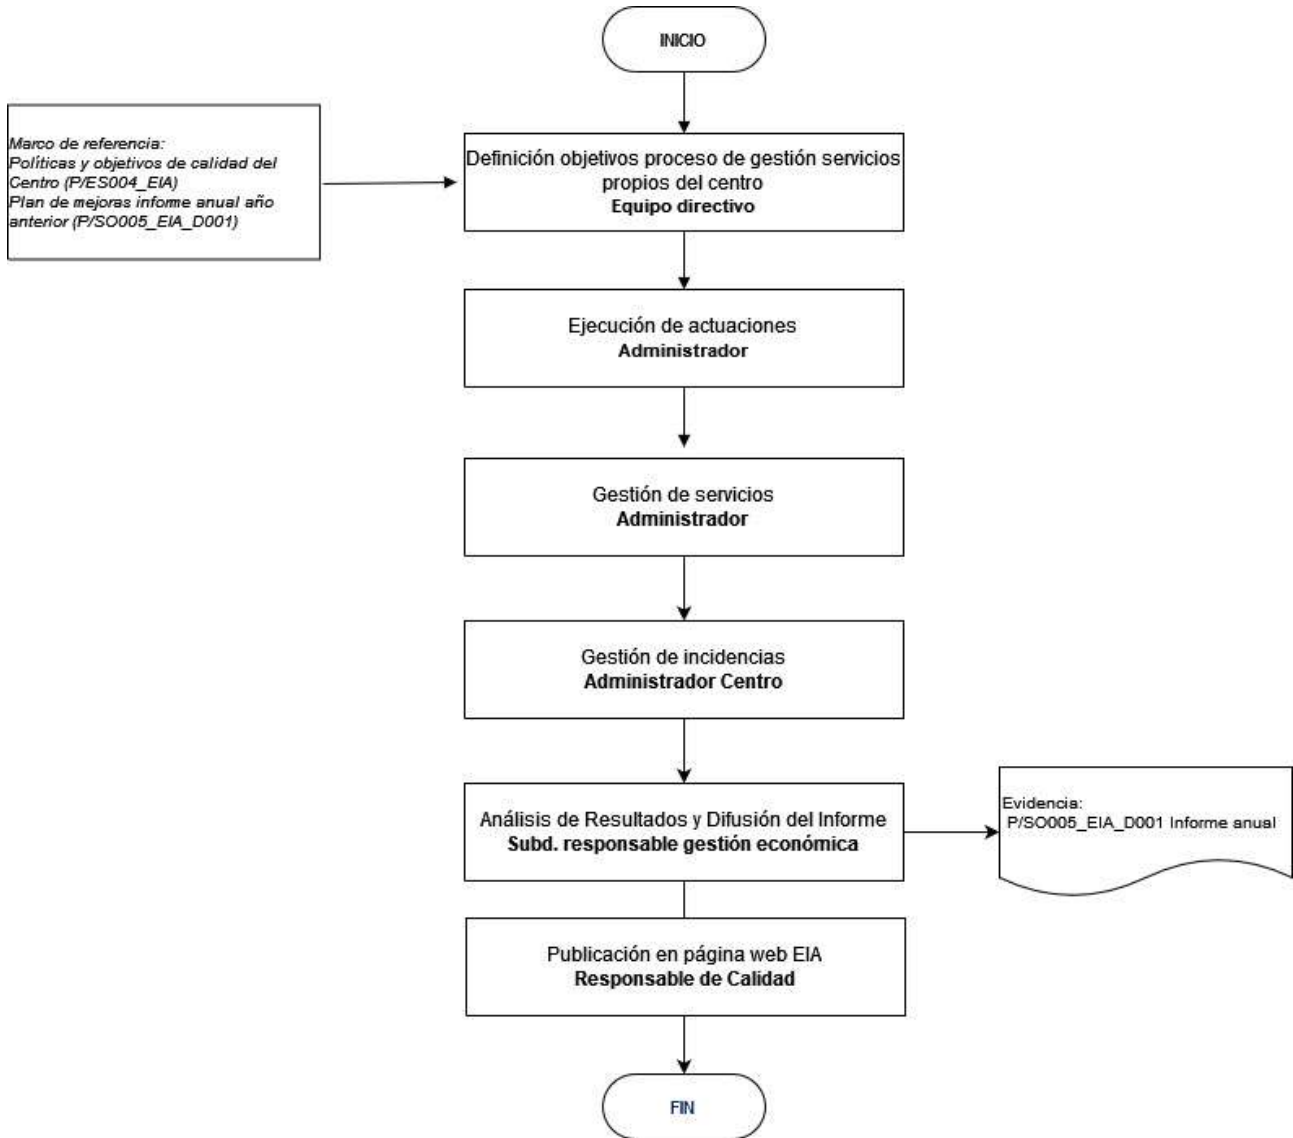 INICIO
Marco de referencia:
Políticas y objetivos de calidad del
Centro (P/ES004_EIA)
Plan de mejoras informe anual año
anterior (P/SO005_EIA_D001)
Definición objetivos proceso de gestión servicios
propios del centro
Equipo directivo
Ejecución de actuaciones
Administrador
Gestión de servicios
Administrador
Gestión de incidencias
Administrador Centro
Análisis de Resultados y Difusión del Informe
Subd. responsable gestión económica
Evidencia:
P/SO005_EIA_D001 Informe anual
Publicación en página web EIA
Responsable de Calidad
FIN